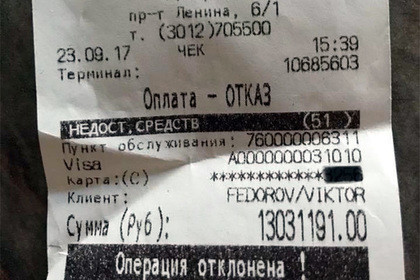 пр-т Ленина, 6/1
т. (3012)705500
23.09.17 ЧЕК 15:39
Терминал: 10685603
Оплата - ОТКАЗ
НЕДОСТ.СРЕДСТВ (51 )
Пункт обслуживания: 760000006311
Visa A0000000031010
Карта:(C) ************
Клиент: FEDOROV/VIKTOR
Сумма (Руб): 13031191.00
Операция отклонена !